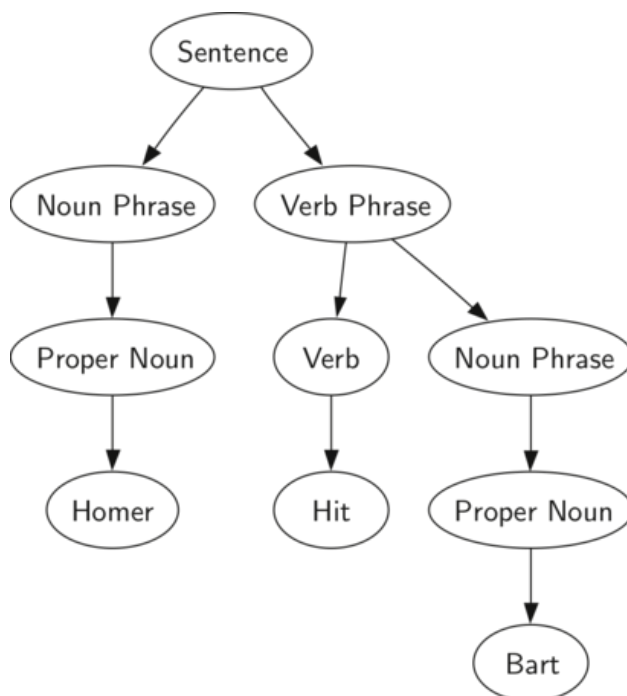 Sentence
Noun Phrase
Verb Phrase
Proper Noun
Verb
Noun Phrase
Homer
Hit
Proper Noun
Bart